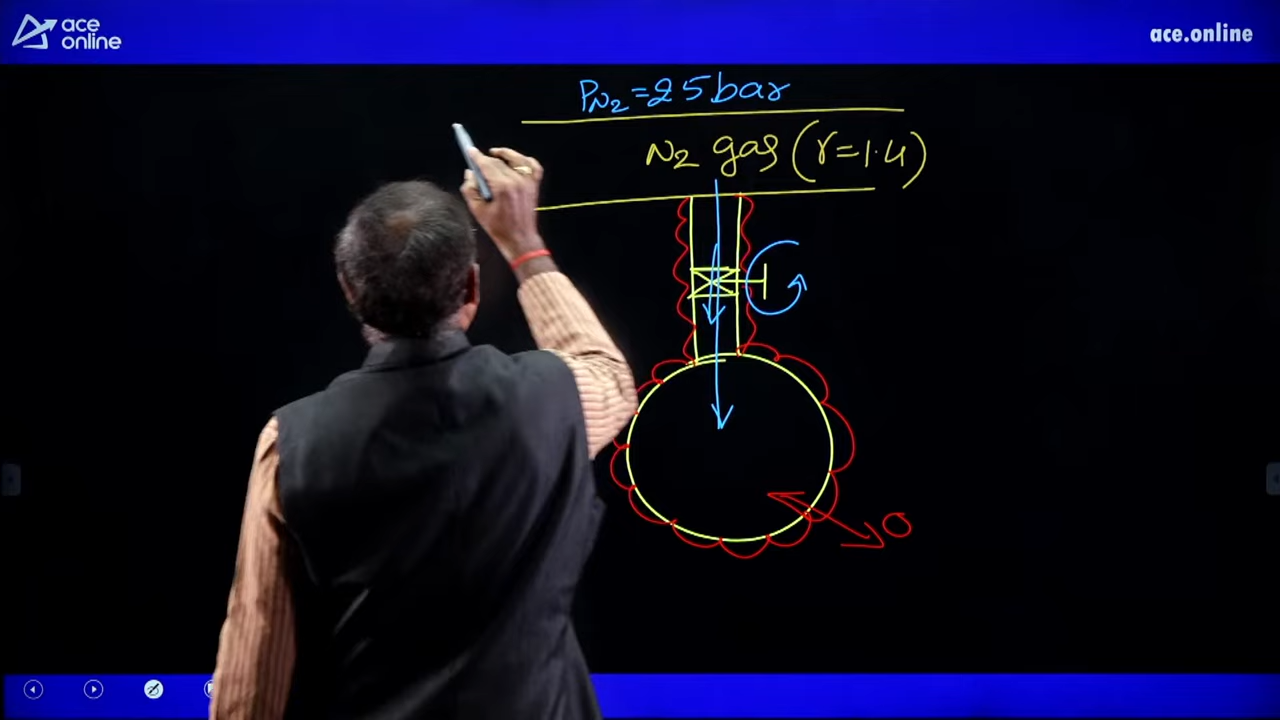 ace
online
ace.online
PN2 = 25 bar
N2 gas (γ=1.4)
0